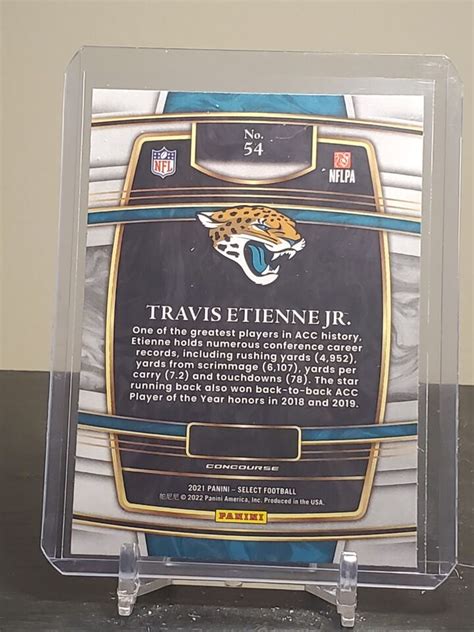 No.
54
NFL
NFLPA
TRAVIS ETIENNE JR.
One of the greatest players in ACC history,
Etienne holds numerous conference career
records, including rushing yards (4,952),
yards from scrimmage (6,107), yards per
carry (7.2) and touchdowns (78). The star
running back also won back-to-back ACC
Player of the Year honors in 2018 and 2019.
CONCOURSE
2021 PANINI – SELECT FOOTBALL
帕尼尼 © 2022 Panini America, Inc. Produced in the USA.
PANINI